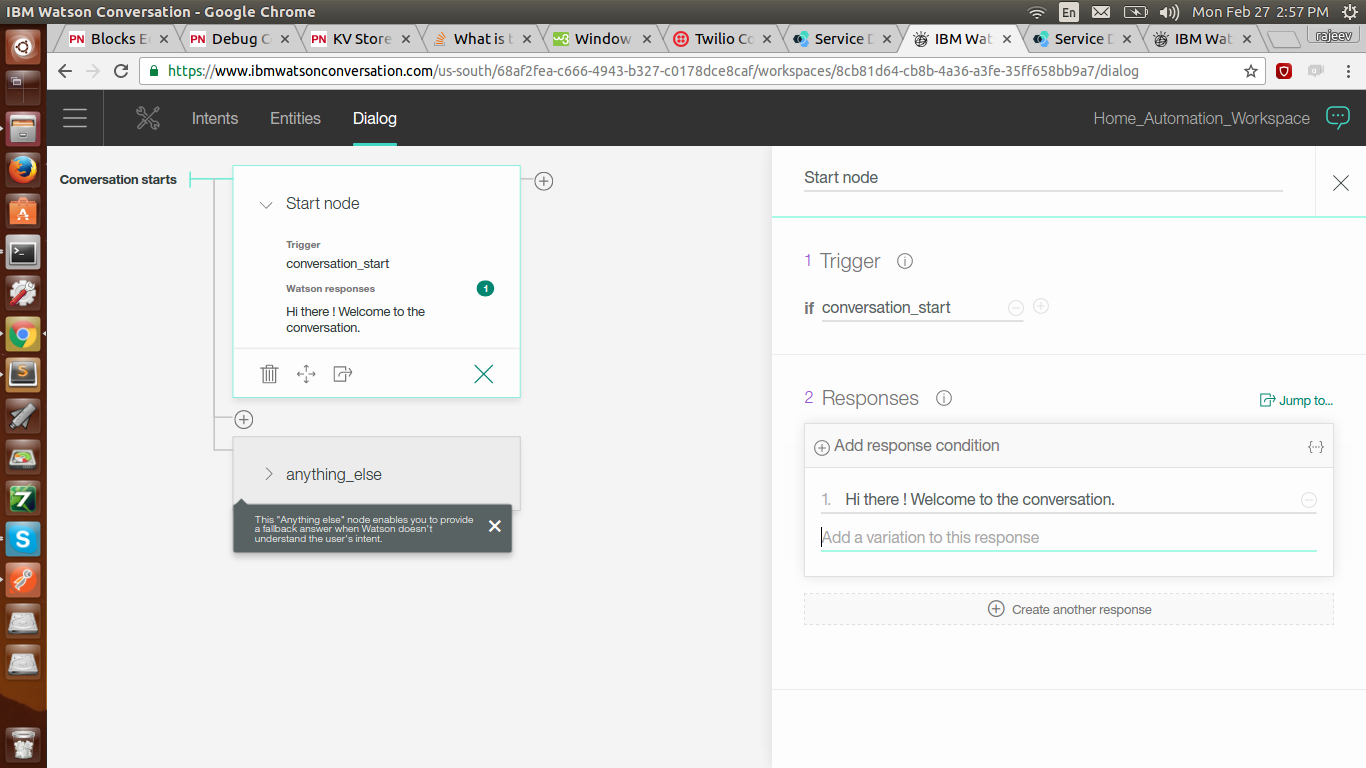 IBM Watson Conversation - Google Chrome
En
Mon Feb 27 2:57 PM
Blocks E
Debug C
KV Store
What is t
Window
Twilio Co
Service D
IBM Wat
Service D
IBM Wat
rajeev
https://www.ibmwatsonconversation.com/us-south/68af2fea-c666-4943-b327-c0178dce8caf/workspaces/8cb81d64-cb8b-4a36-a3fe-35ff658bb9a7/dialog
Intents
Entities
Dialog
Home_Automation_Workspace
Conversation starts
Start node
Trigger
conversation_start
Watson responses
1
Hi there ! Welcome to the
conversation.
anything_else
This "Anything else" node enables you to provide
a fallback answer when Watson doesn't
understand the user's intent.
Start node
1 Trigger
if conversation_start
2 Responses
Jump to...
Add response condition
1. Hi there ! Welcome to the conversation.
Add a variation to this response
Create another response